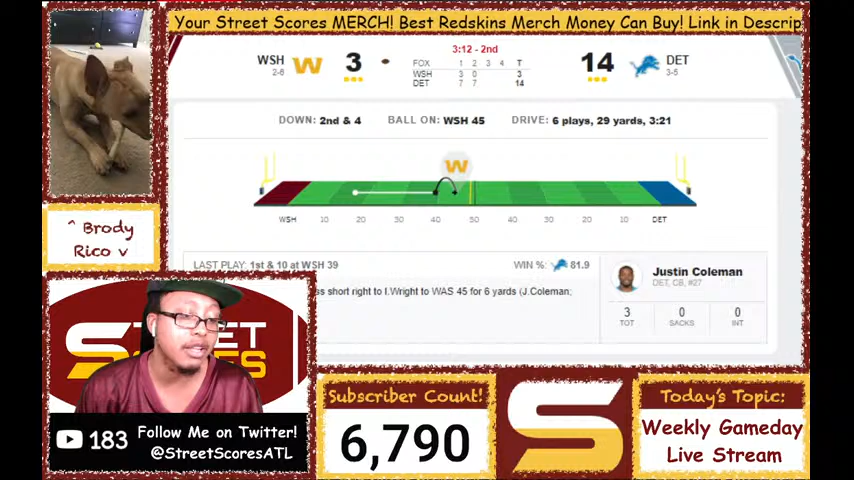 Your Street Scores MERCH! Best Redskins Merch Money Can Buy! Link in Descrip
3:12 - 2nd
WSH
2-6
W
3
FOX 1 2 3 4 T
WSH 3 0 3
DET 7 7 14
14
DET
3-5
DOWN: 2nd & 4
BALL ON: WSH 45
DRIVE: 6 plays, 29 yards, 3:21
W
WSH 10 20 30 40 50 40 30 20 10 DET
^ Brody
Rico v
LAST PLAY: 1st & 10 at WSH 39
WIN %: 81.9
ss short right to I.Wright to WAS 45 for 6 yards (J.Coleman;
Justin Coleman
DET, CB, #27
3 0 0
TOT SACKS INT
STREET
SCORES
183
Follow Me on Twitter!
@StreetScoresATL
Subscriber Count!
6,790
S
Today's Topic:
Weekly Gameday
Live Stream